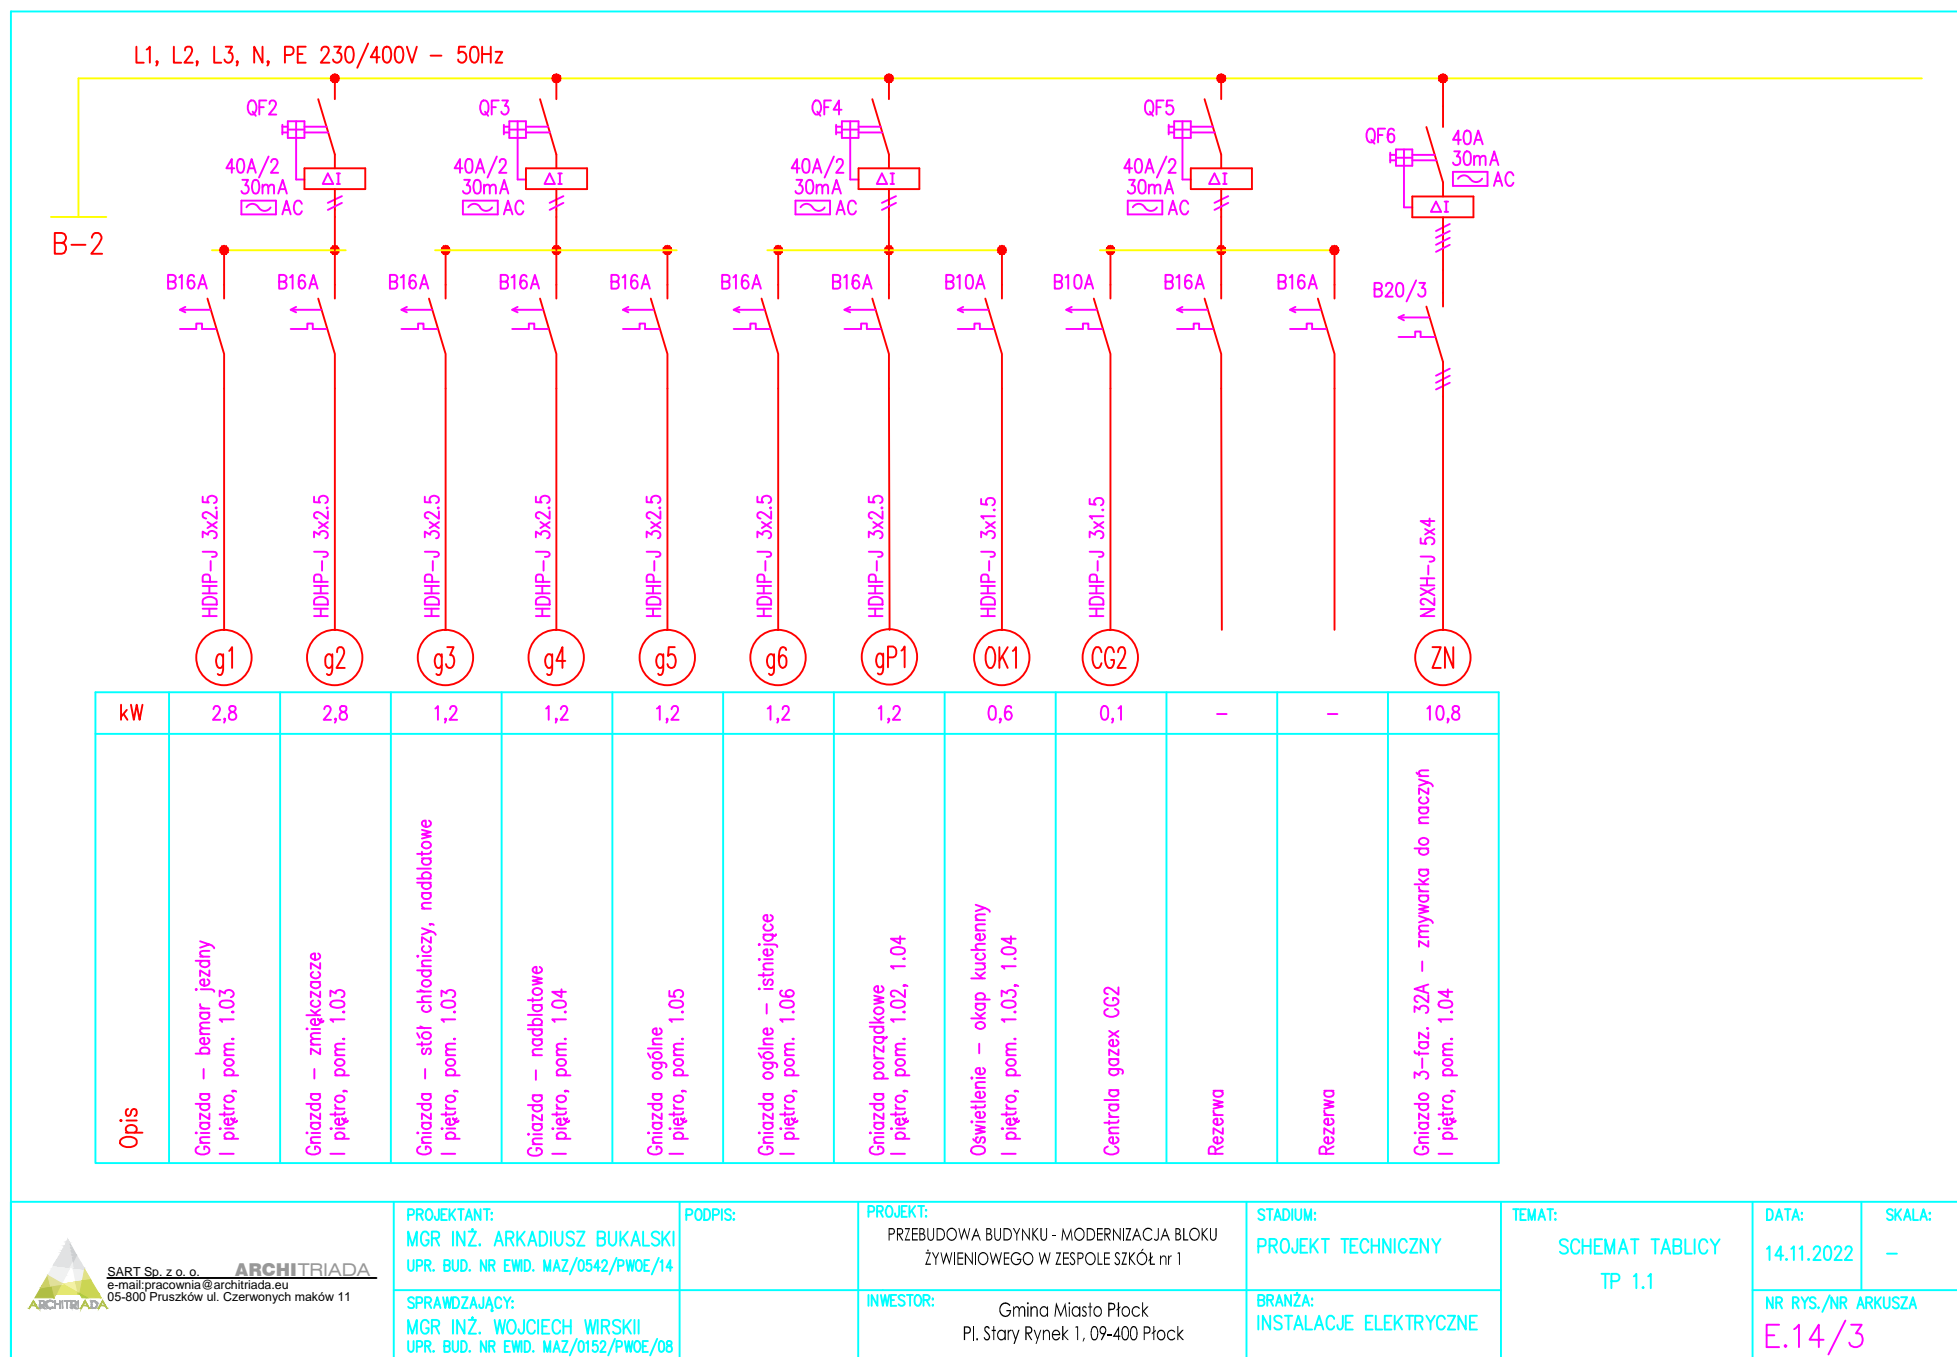 L1, L2, L3, N, PE 230/400V – 50Hz
B–2
QF2
40A/2
30mA
AC
ΔI
QF3
40A/2
30mA
AC
ΔI
QF4
40A/2
30mA
AC
ΔI
QF5
40A/2
30mA
AC
ΔI
QF6
40A
30mA
AC
ΔI
B16A
B16A
B16A
B16A
B16A
B16A
B16A
B10A
B10A
B16A
B16A
B20/3
HDHP–J 3x2.5
HDHP–J 3x2.5
HDHP–J 3x2.5
HDHP–J 3x2.5
HDHP–J 3x2.5
HDHP–J 3x2.5
HDHP–J 3x2.5
HDHP–J 3x1.5
HDHP–J 3x1.5
N2XH–J 5x4
g1
g2
g3
g4
g5
g6
gP1
OK1
CG2
ZN
kW 2,8 2,8 1,2 1,2 1,2 1,2 1,2 0,6 0,1 – – 10,8
Opis
Gniazda – bemar jezdny
I piętro, pom. 1.03
Gniazda – zmiękczacze
I piętro, pom. 1.03
Gniazda – stół chłodniczy, nadblatowe
I piętro, pom. 1.03
Gniazda – nadblatowe
I piętro, pom. 1.04
Gniazda ogólne
I piętro, pom. 1.05
Gniazda ogólne – istniejące
I piętro, pom. 1.06
Gniazda porządkowe
I piętro, pom. 1.02, 1.04
Oświetlenie – okap kuchenny
I piętro, pom. 1.03, 1.04
Centrala gazex CG2
Rezerwa
Rezerwa
Gniazdo 3–faz. 32A – zmywarka do naczyń
I piętro, pom. 1.04
ARCHITRIADA
SART Sp. z o. o. ARCHITRIADA
e-mail:pracownia@architriada.eu
05-800 Pruszków ul. Czerwonych maków 11
PROJEKTANT:
MGR INŻ. ARKADIUSZ BUKALSKI
UPR. BUD. NR EWID. MAZ/0542/PWOE/14
SPRAWDZAJĄCY:
MGR INŻ. WOJCIECH WIRSKII
UPR. BUD. NR EWID. MAZ/0152/PWOE/08
PODPIS:
PROJEKT:
PRZEBUDOWA BUDYNKU - MODERNIZACJA BLOKU
ŻYWIENIOWEGO W ZESPOLE SZKÓŁ nr 1
INWESTOR:
Gmina Miasto Płock
Pl. Stary Rynek 1, 09-400 Płock
STADIUM:
PROJEKT TECHNICZNY
BRANŻA:
INSTALACJE ELEKTRYCZNE
TEMAT:
SCHEMAT TABLICY
TP 1.1
DATA:
14.11.2022
SKALA:
–
NR RYS./NR ARKUSZA
E.14/3